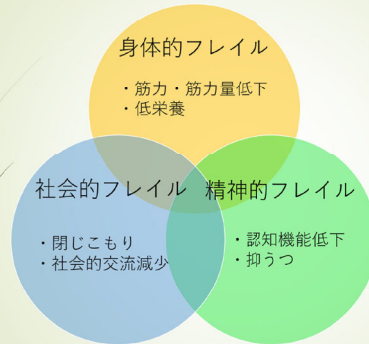 身体的フレイル
・筋力・筋力量低下
・低栄養
社会的フレイル
・閉じこもり
・社会的交流減少
精神的フレイル
・認知機能低下
・抑うつ